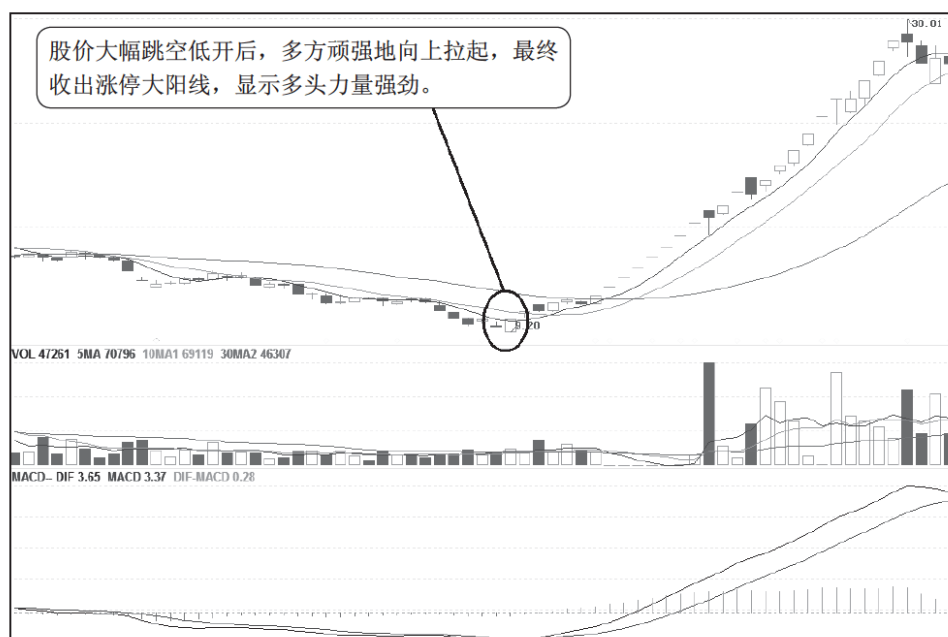 30.01
股价大幅跳空低开后，多方顽强地向上拉起，最终
收出涨停大阳线，显示多头力量强劲。
9.20
VOL 47261 5MA 70796 10MA1 69119 30MA2 46307
MACD-- DIF 3.65 MACD 3.37 DIF-MACD 0.28